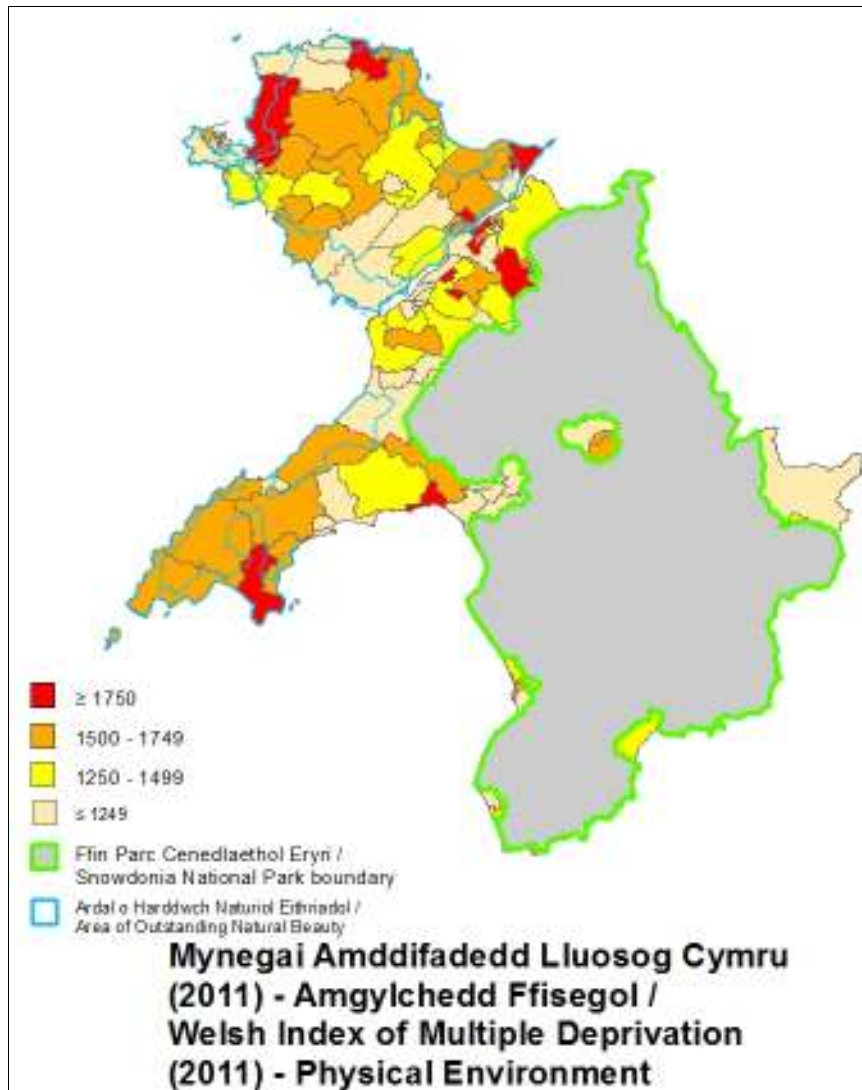 ≥ 1750
1500 - 1749
1250 - 1499
≤ 1249
Ffin Parc Cenedlaethol Eryri /
Snowdonia National Park boundary
Ardal o Harddwch Naturiol Eithriadol /
Area of Outstanding Natural Beauty
Mynegai Amddifadedd Lluosog Cymru
(2011) - Amgylchedd Ffisegol /
Welsh Index of Multiple Deprivation
(2011) - Physical Environment